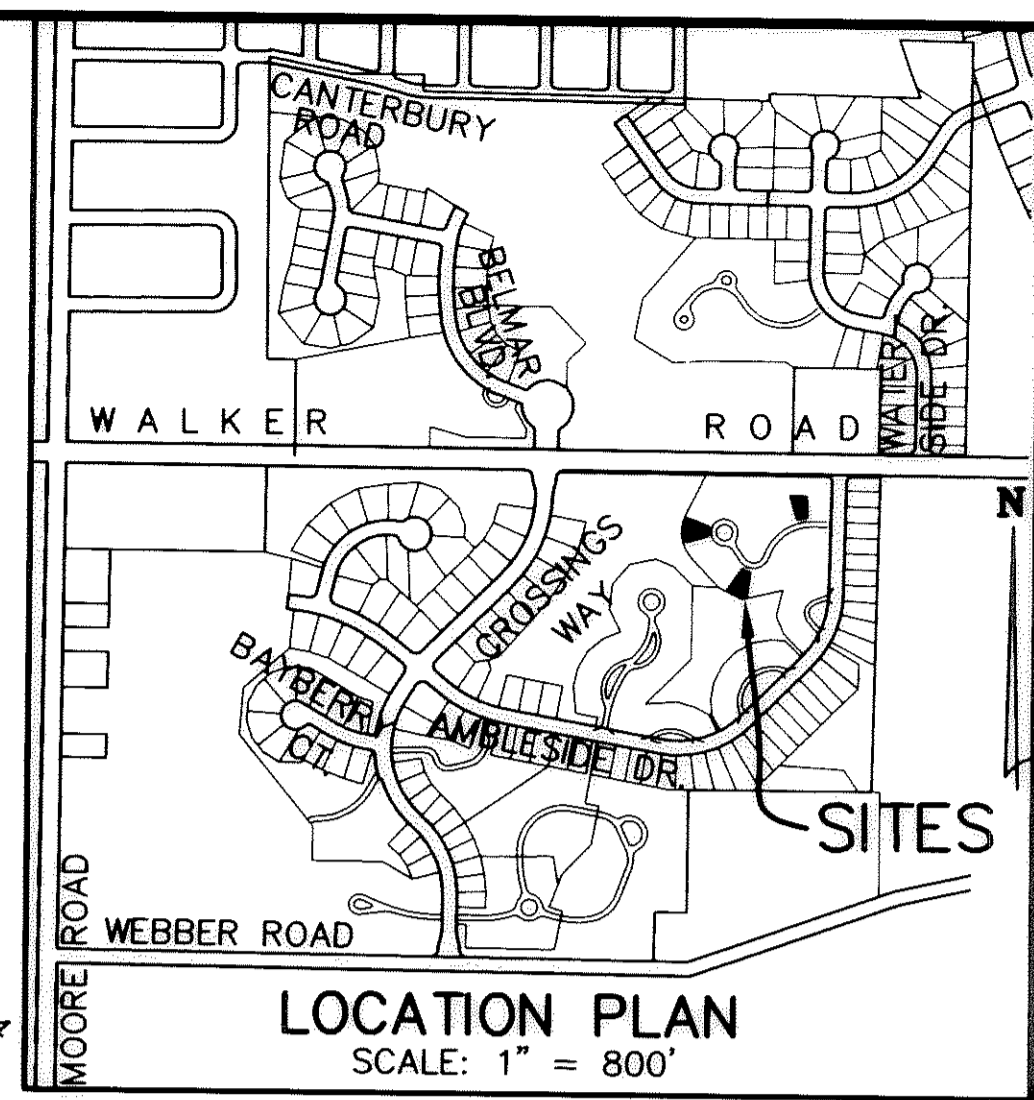 CANTERBURY
ROAD
BELMAR
BLVD
WATER
SIDE DR.
WALKER ROAD
N
CROSSINGS
WAY
BAYBERR
CT.
AMBLESIDE DR.
SITES
MOORE ROAD
WEBBER ROAD
LOCATION PLAN
SCALE: 1" = 800'